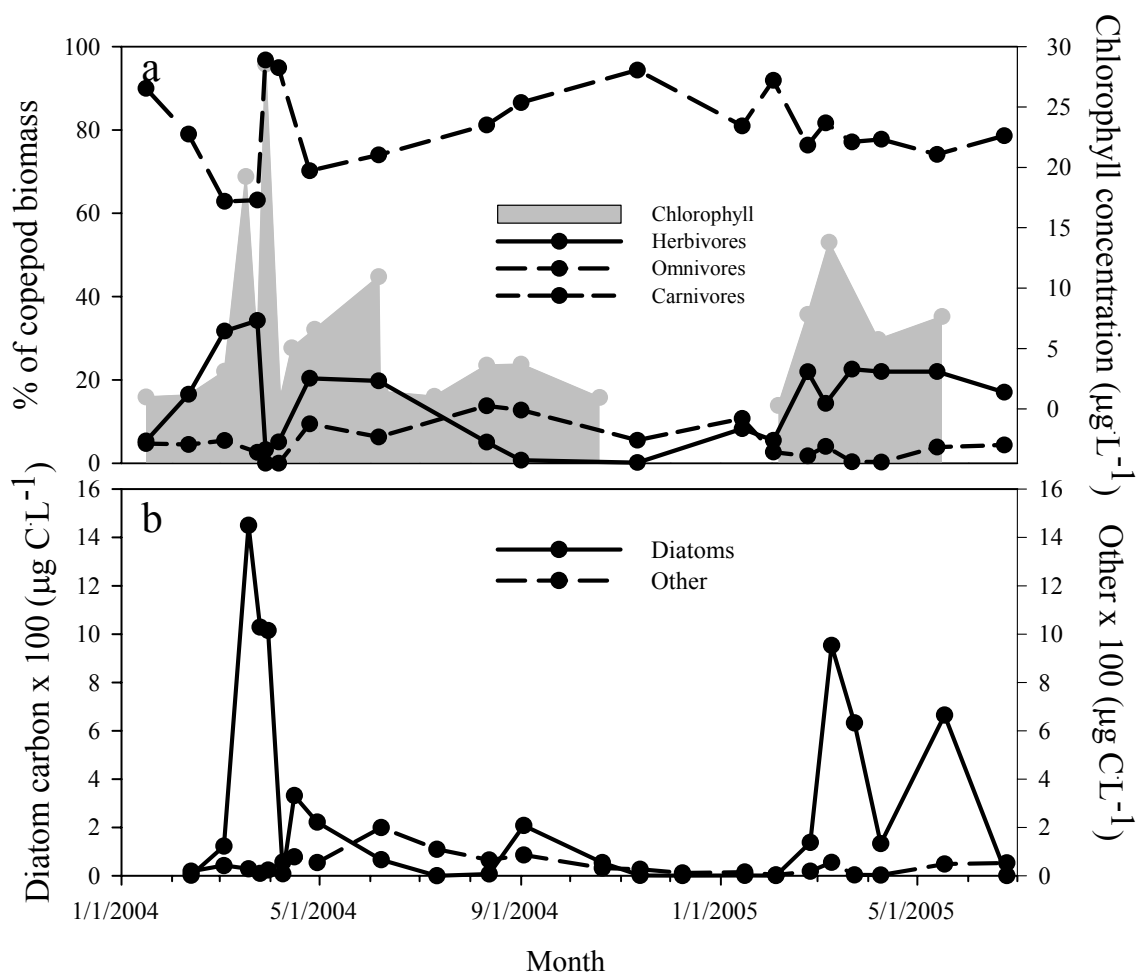 a
% of copepod biomass
100
80
60
40
20
0
Chlorophyll concentration (µg·L-1)
30
25
20
15
10
5
0
Chlorophyll
Herbivores
Omnivores
Carnivores
b
Diatom carbon x 100 (µg C·L-1)
16
14
12
10
8
6
4
2
0
Other x 100 (µg C·L-1)
16
14
12
10
8
6
4
2
0
Diatoms
Other
1/1/2004 5/1/2004 9/1/2004 1/1/2005 5/1/2005
Month